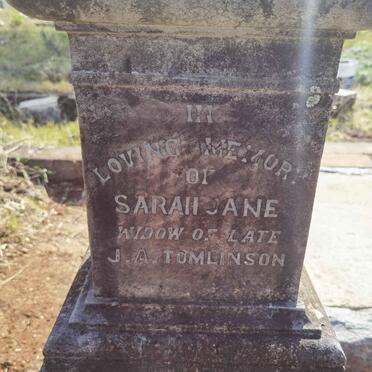 IN
LOVING MEMORY
OF
SARAH JANE
WIDOW OF LATE
J.A. TOMLINSON